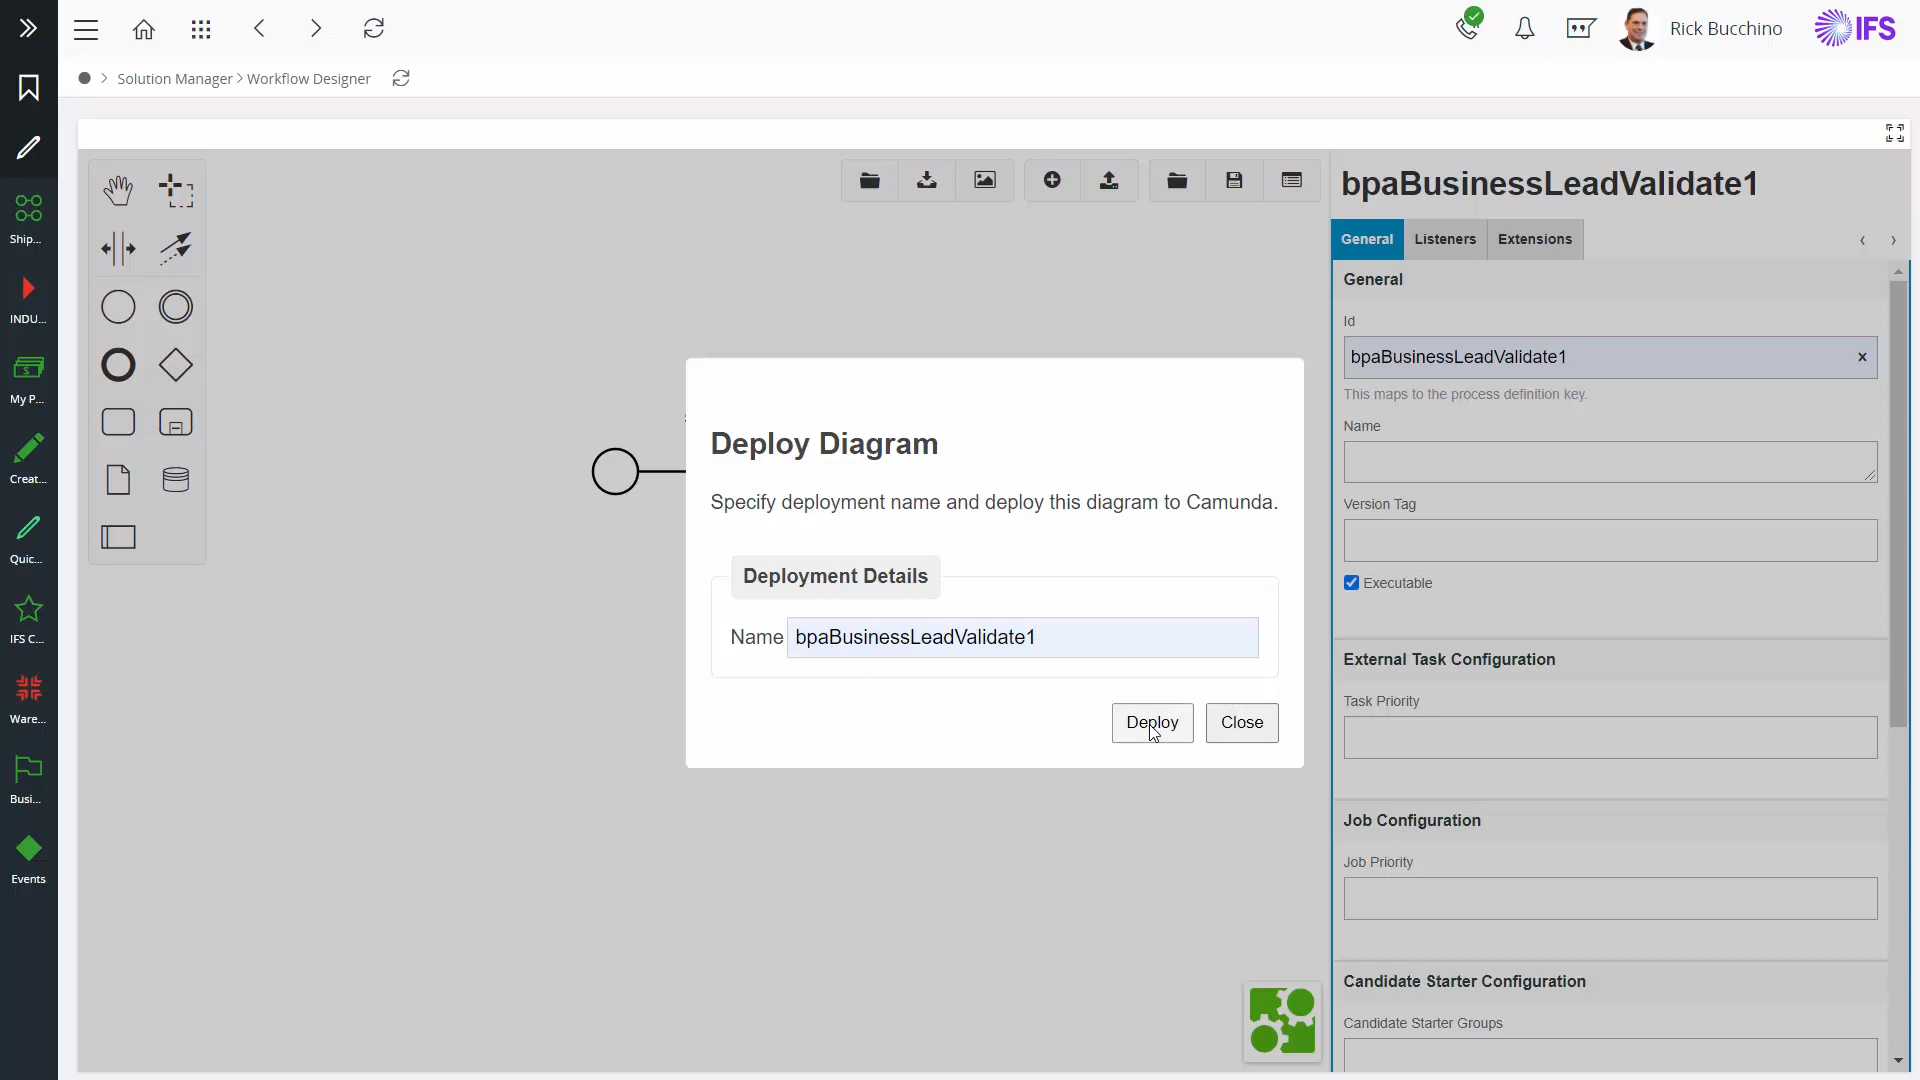 Rick Bucchino
IFS
Solution Manager > Workflow Designer
Ship...
INDU...
My P...
Creat...
Quic...
IFS C...
Ware...
Busi...
Events
Deploy Diagram
Specify deployment name and deploy this diagram to Camunda.
Deployment Details
Name bpaBusinessLeadValidate1
Deploy Close
bpaBusinessLeadValidate1
General Listeners Extensions
General
Id
bpaBusinessLeadValidate1
This maps to the process definition key.
Name
Version Tag
Executable
External Task Configuration
Task Priority
Job Configuration
Job Priority
Candidate Starter Configuration
Candidate Starter Groups